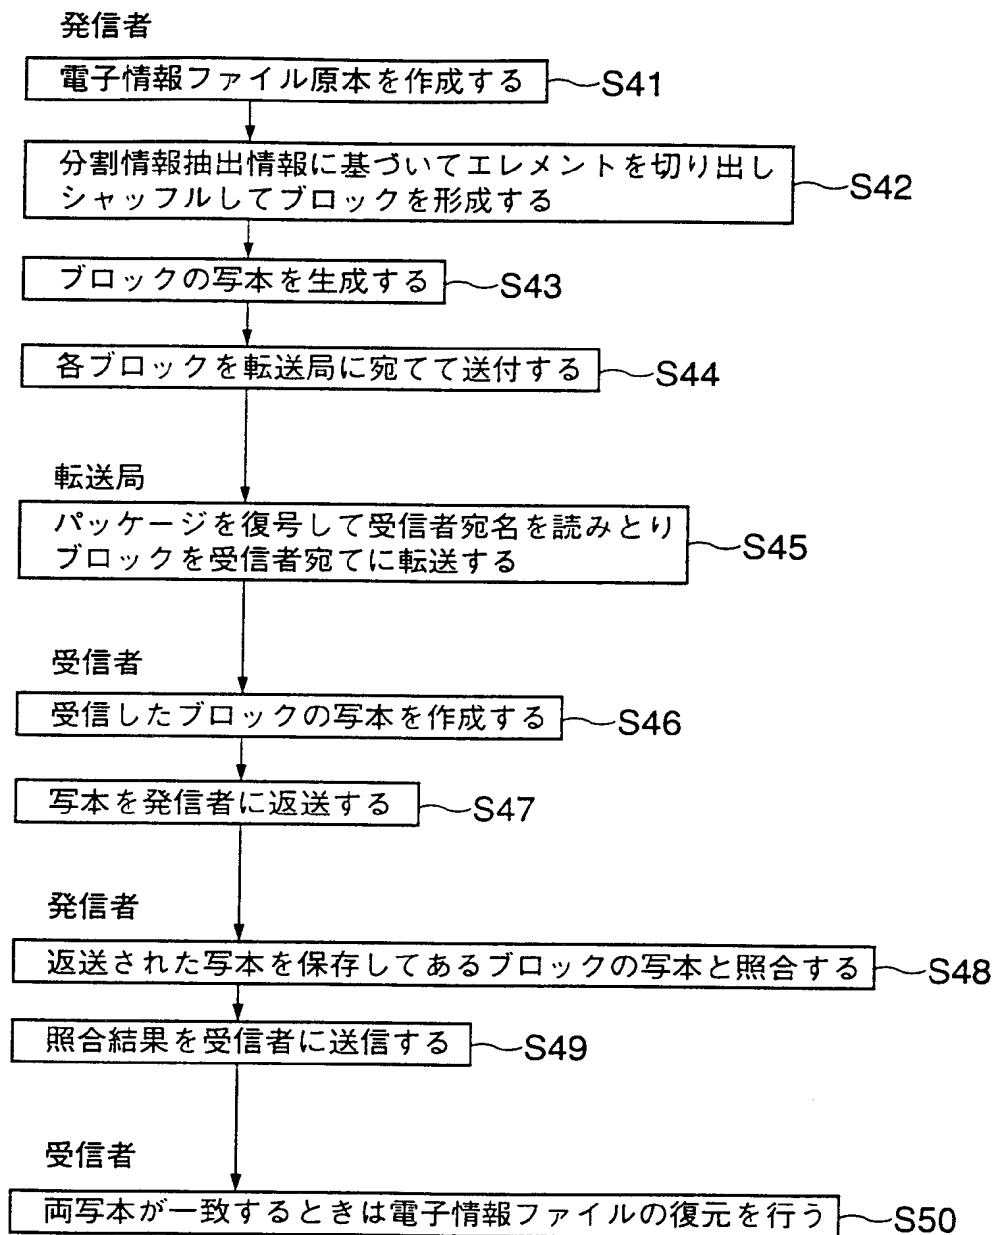 発信者
電子情報ファイル原本を作成する S41
分割情報抽出情報に基づいてエレメントを切り出し
シャッフルしてブロックを形成する S42
ブロックの写本を生成する S43
各ブロックを転送局に宛てて送付する S44
転送局
パッケージを復号して受信者宛名を読みとり
ブロックを受信者宛てに転送する S45
受信者
受信したブロックの写本を作成する S46
写本を発信者に返送する S47
発信者
返送された写本を保存してあるブロックの写本と照合する S48
照合結果を受信者に送信する S49
受信者
両写本が一致するときは電子情報ファイルの復元を行う S50